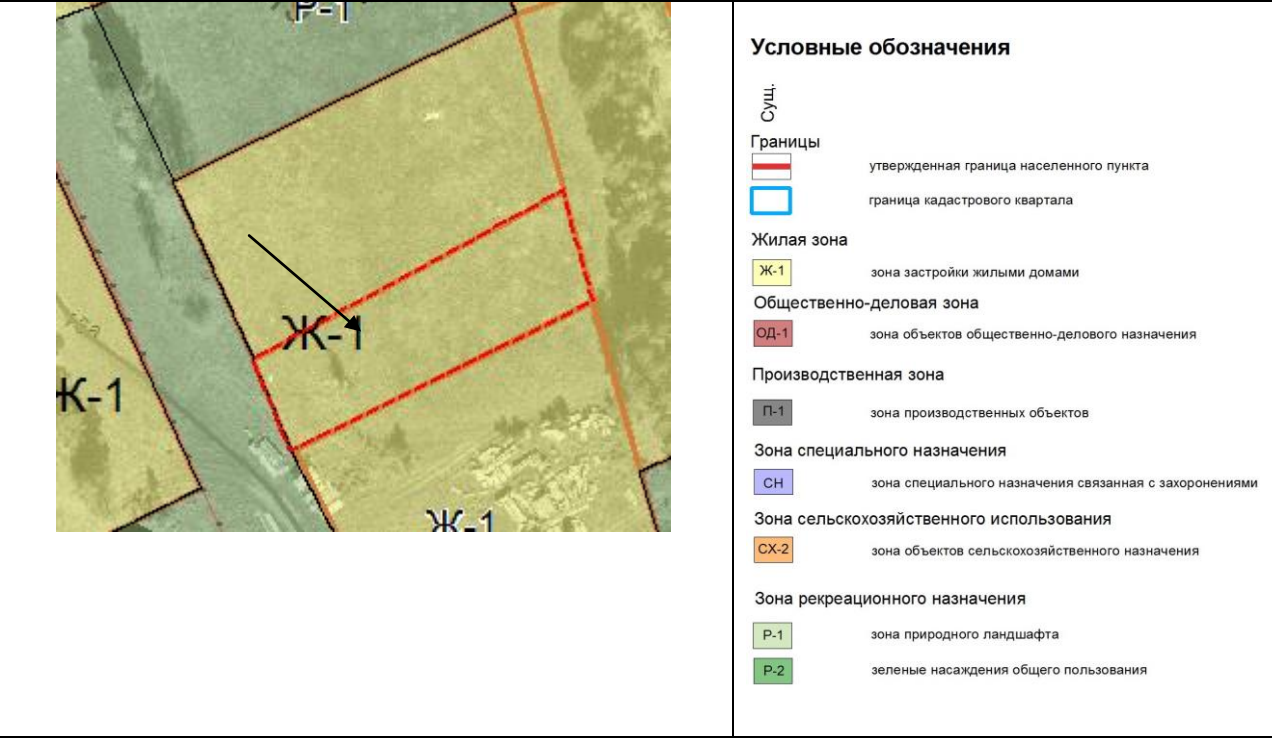 Р-1
Ж-1
Ж-1
Ж-1
Условные обозначения
Сущ.
Границы
утвержденная граница населенного пункта
граница кадастрового квартала
Жилая зона
Ж-1 зона застройки жилыми домами
Общественно-деловая зона
ОД-1 зона объектов общественно-делового назначения
Производственная зона
П-1 зона производственных объектов
Зона специального назначения
СН зона специального назначения связанная с захоронениями
Зона сельскохозяйственного использования
СХ-2 зона объектов сельскохозяйственного назначения
Зона рекреационного назначения
Р-1 зона природного ландшафта
Р-2 зеленые насаждения общего пользования